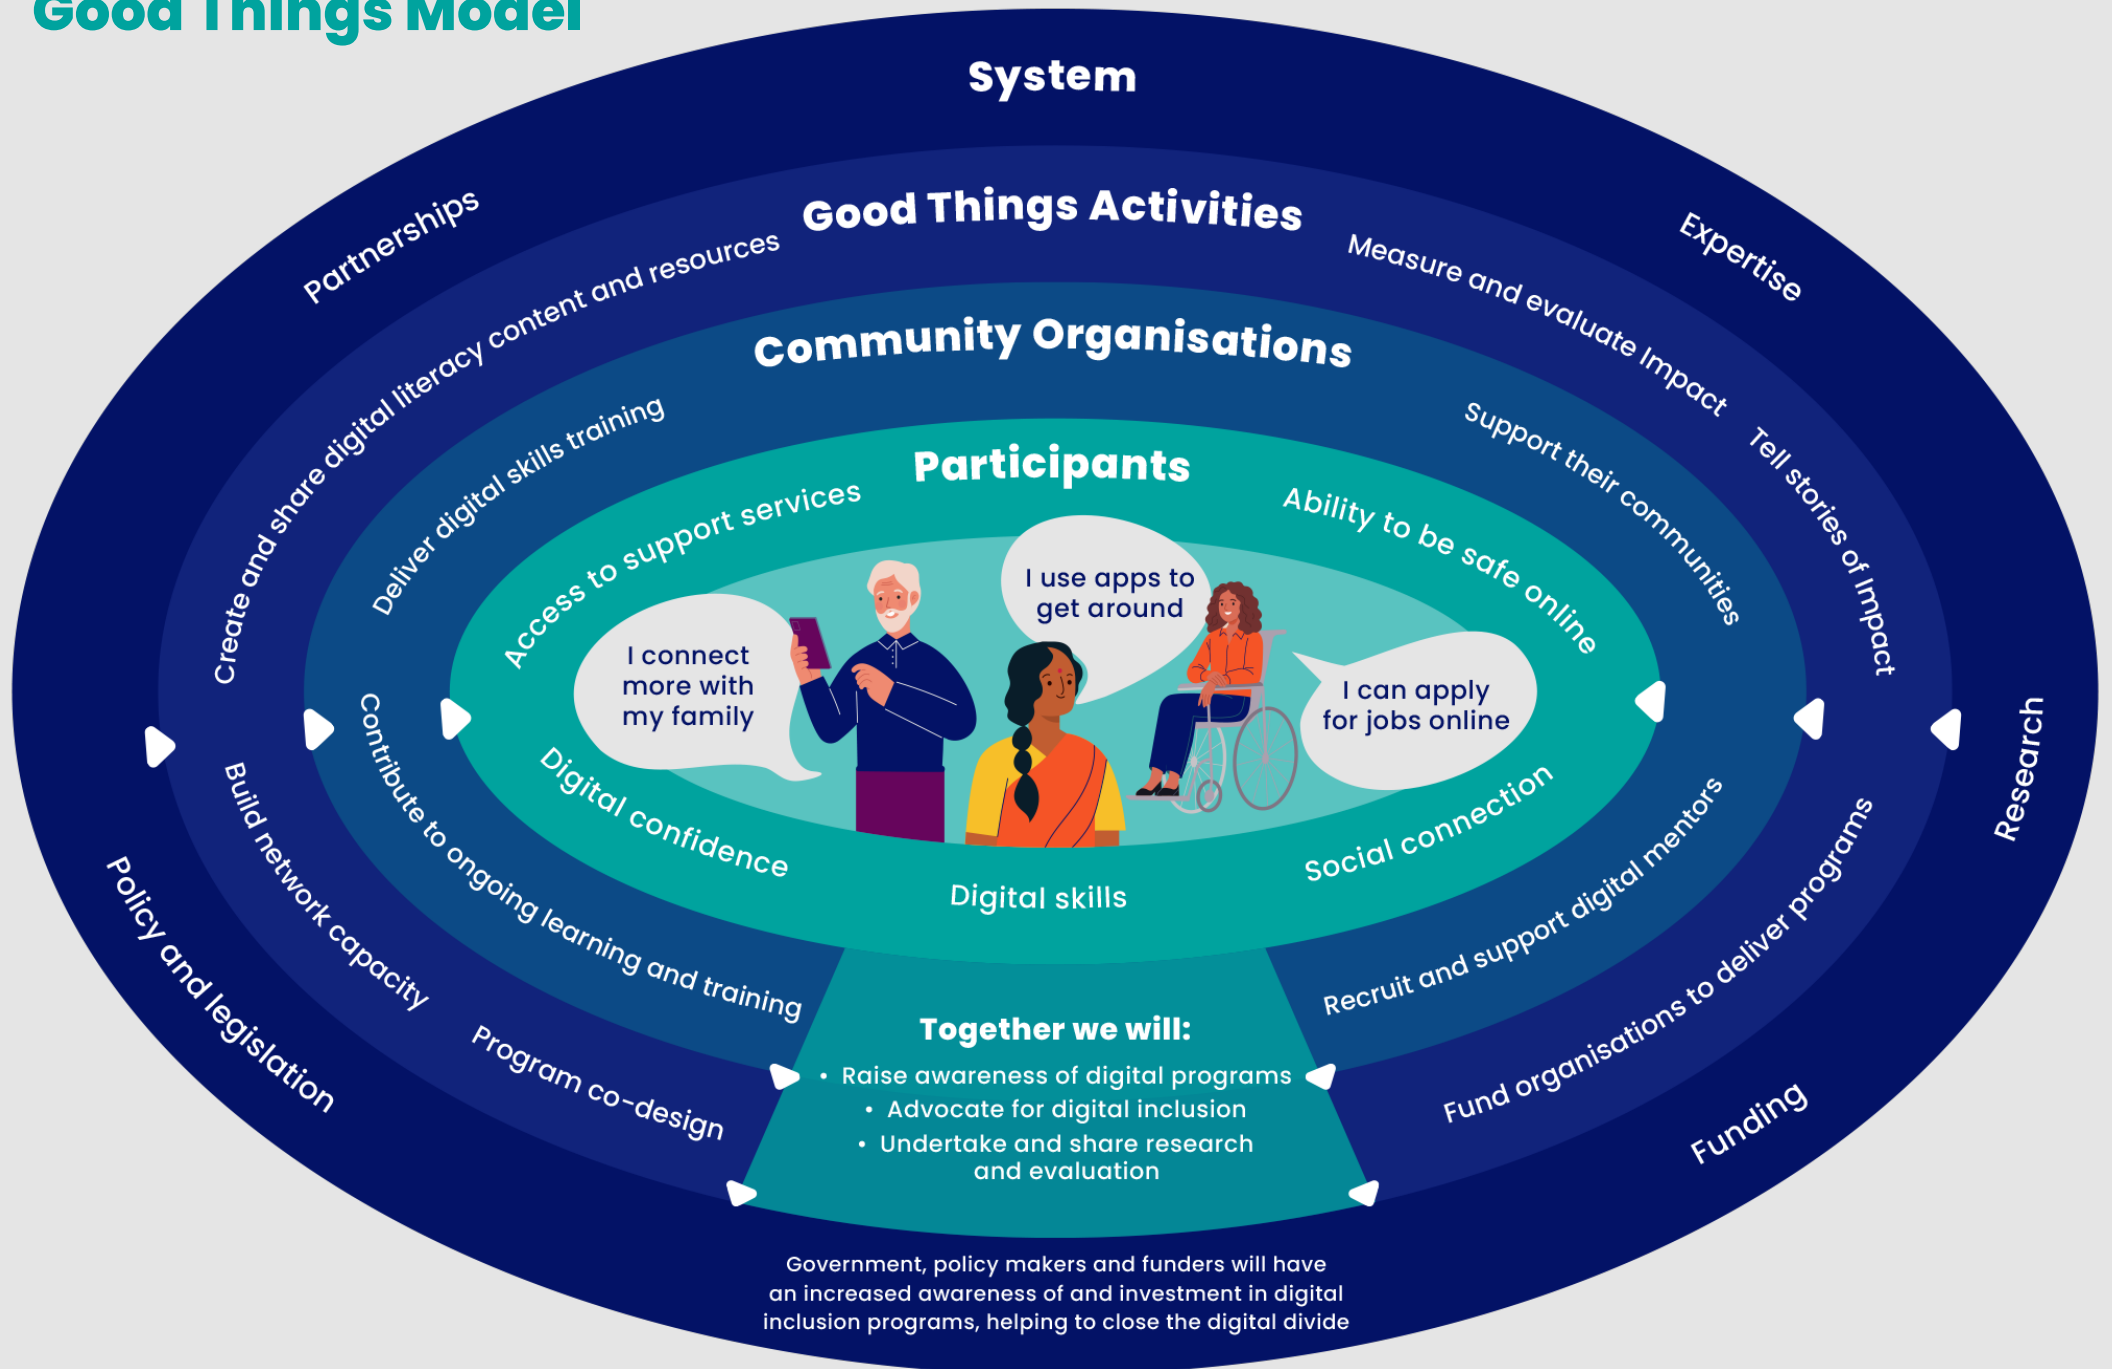 Good Things Model
System
Partnerships
Expertise
Research
Funding
Policy and legislation
Good Things Activities
Create and share digital literacy content and resources
Measure and evaluate Impact
Tell stories of Impact
Fund organisations to deliver programs
Build network capacity
Program co-design
Community Organisations
Deliver digital skills training
Support their communities
Recruit and support digital mentors
Contribute to ongoing learning and training
Participants
Access to support services
Ability to be safe online
Social connection
Digital skills
Digital confidence
I connect
more with
my family
I use apps to
get around
I can apply
for jobs online
Together we will:
• Raise awareness of digital programs
• Advocate for digital inclusion
• Undertake and share research
and evaluation
Government, policy makers and funders will have
an increased awareness of and investment in digital
inclusion programs, helping to close the digital divide